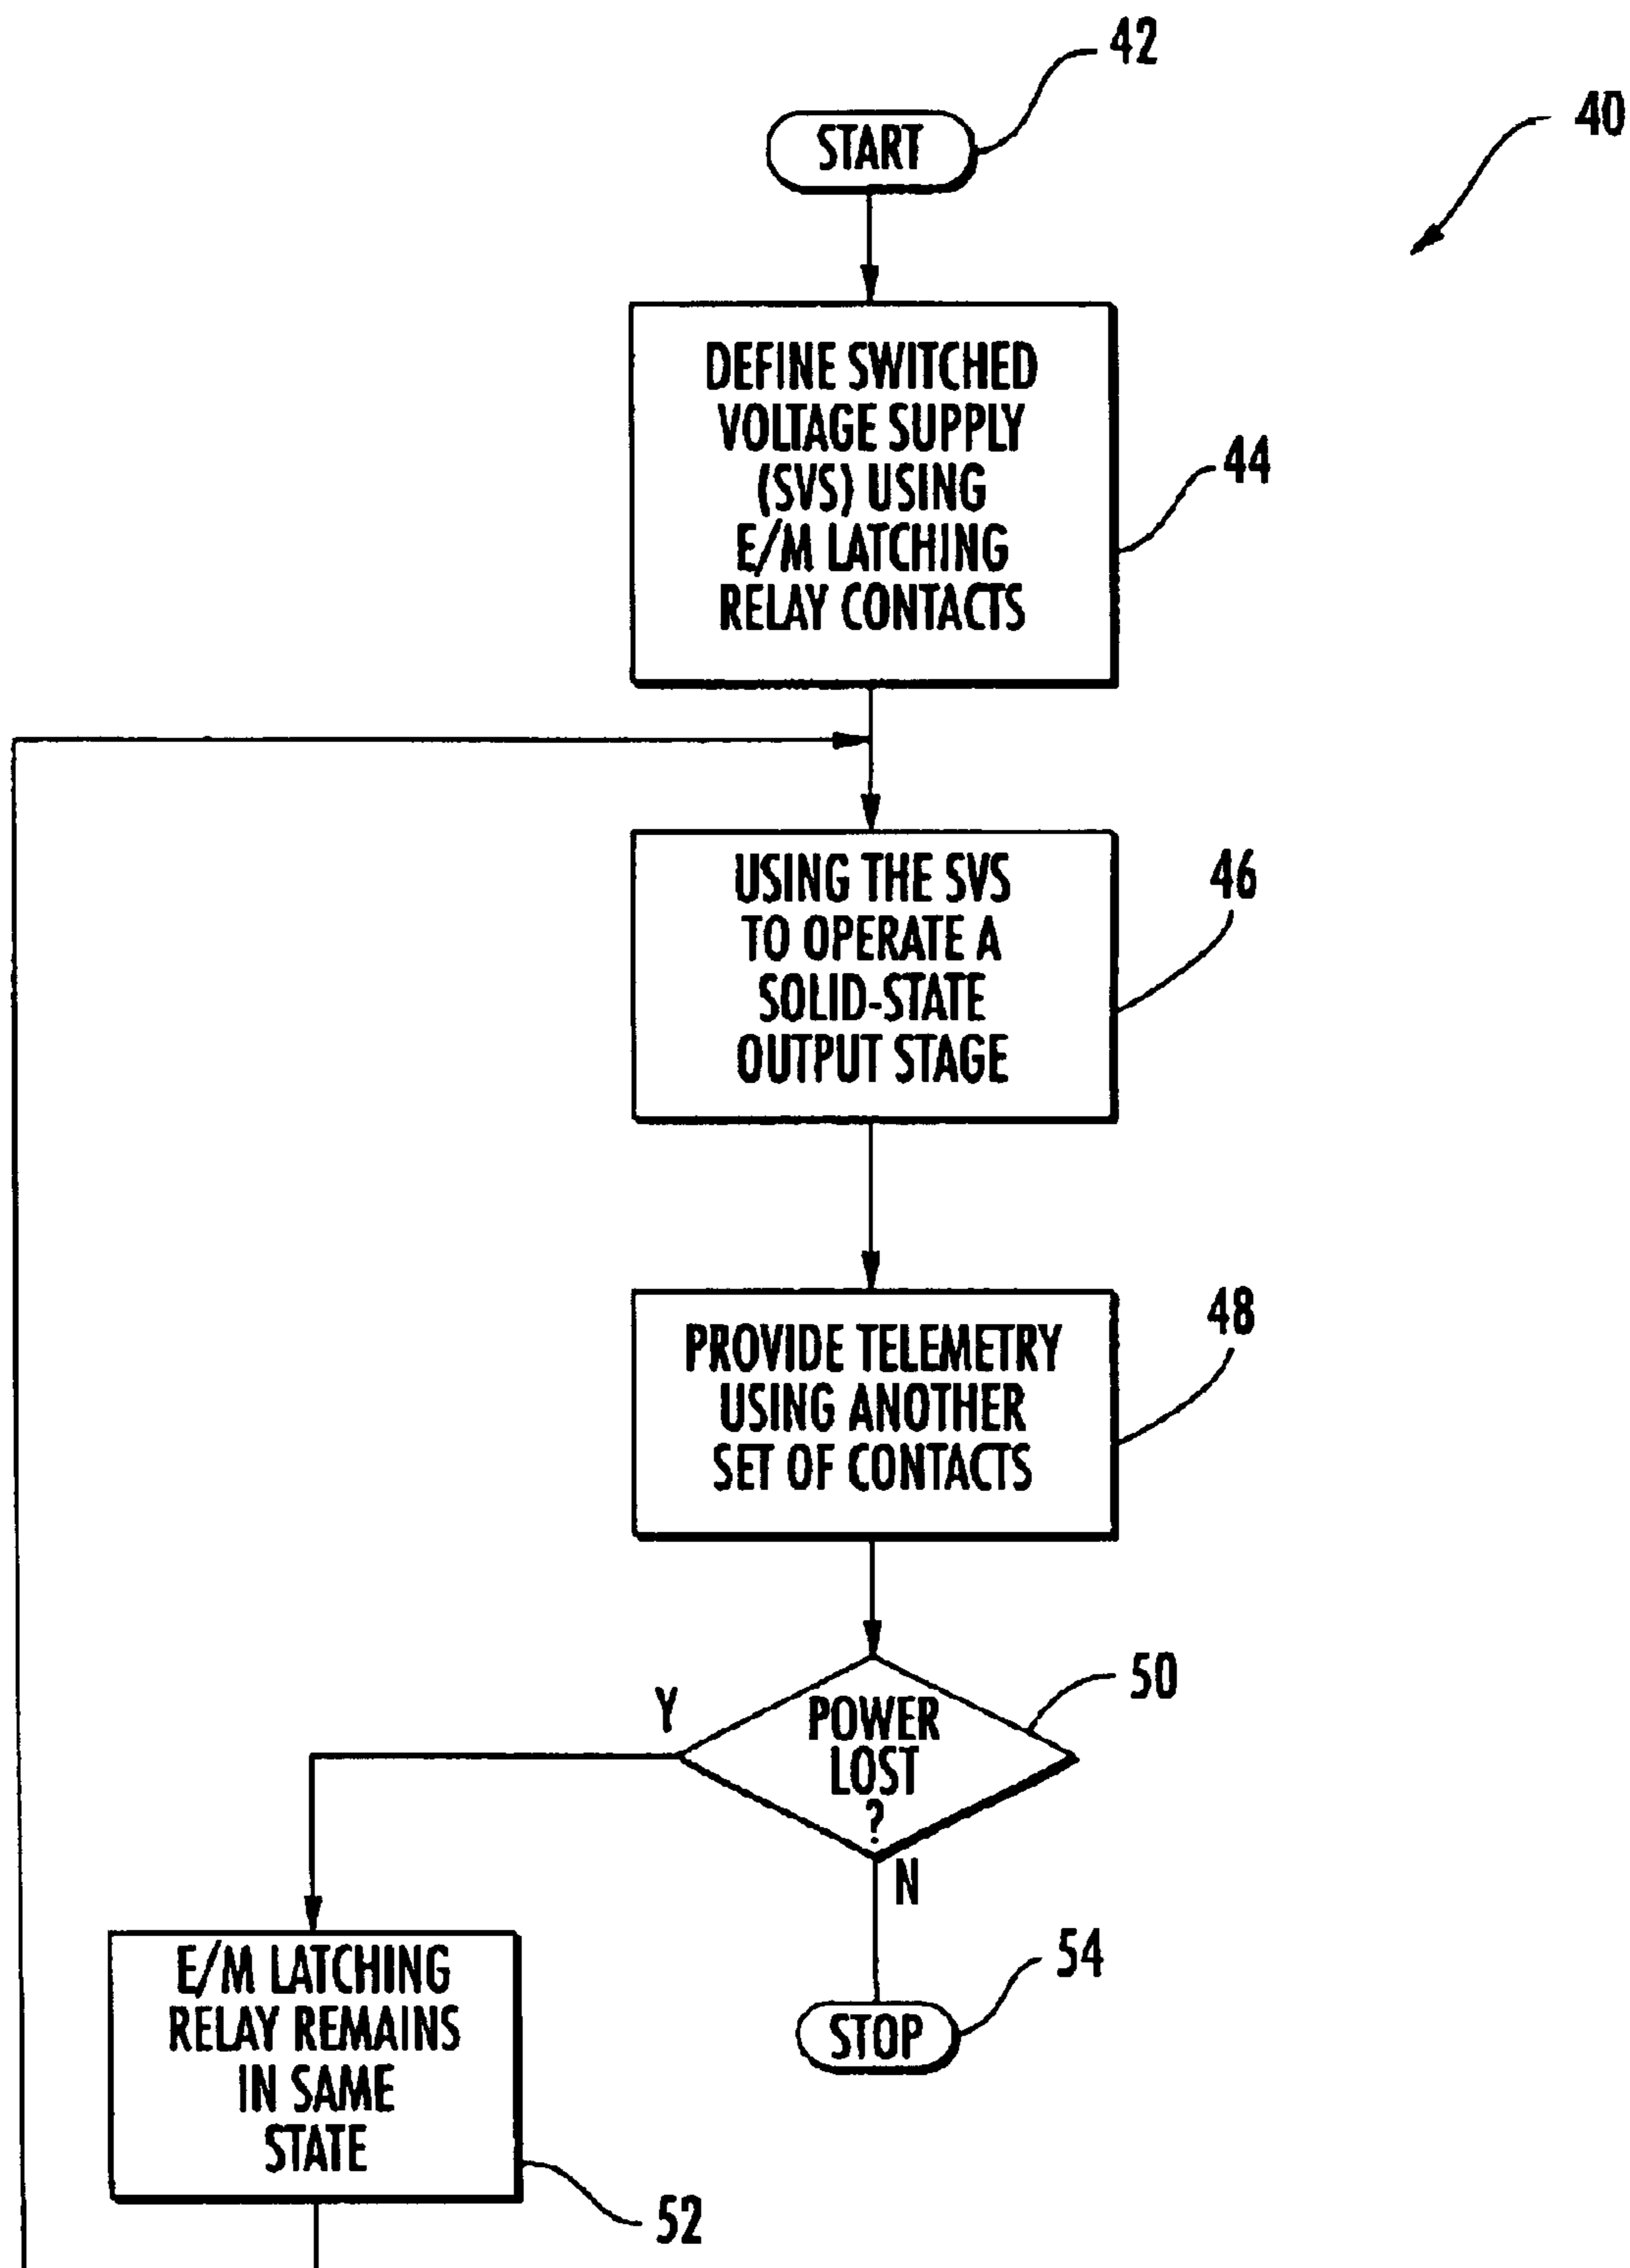 42
40
START
DEFINE SWITCHED
VOLTAGE SUPPLY
(SVS) USING
E/M LATCHING
RELAY CONTACTS
44
USING THE SVS
TO OPERATE A
SOLID-STATE
OUTPUT STAGE
46
PROVIDE TELEMETRY
USING ANOTHER
SET OF CONTACTS
48
50
Y
POWER
LOST
?
N
E/M LATCHING
RELAY REMAINS
IN SAME
STATE
52
54
STOP